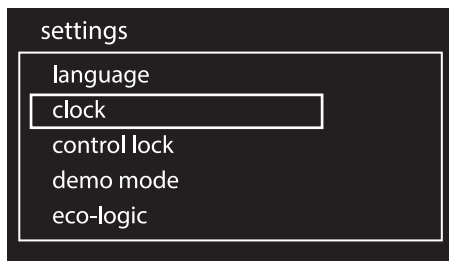 settings
language
clock
control lock
demo mode
eco-logic